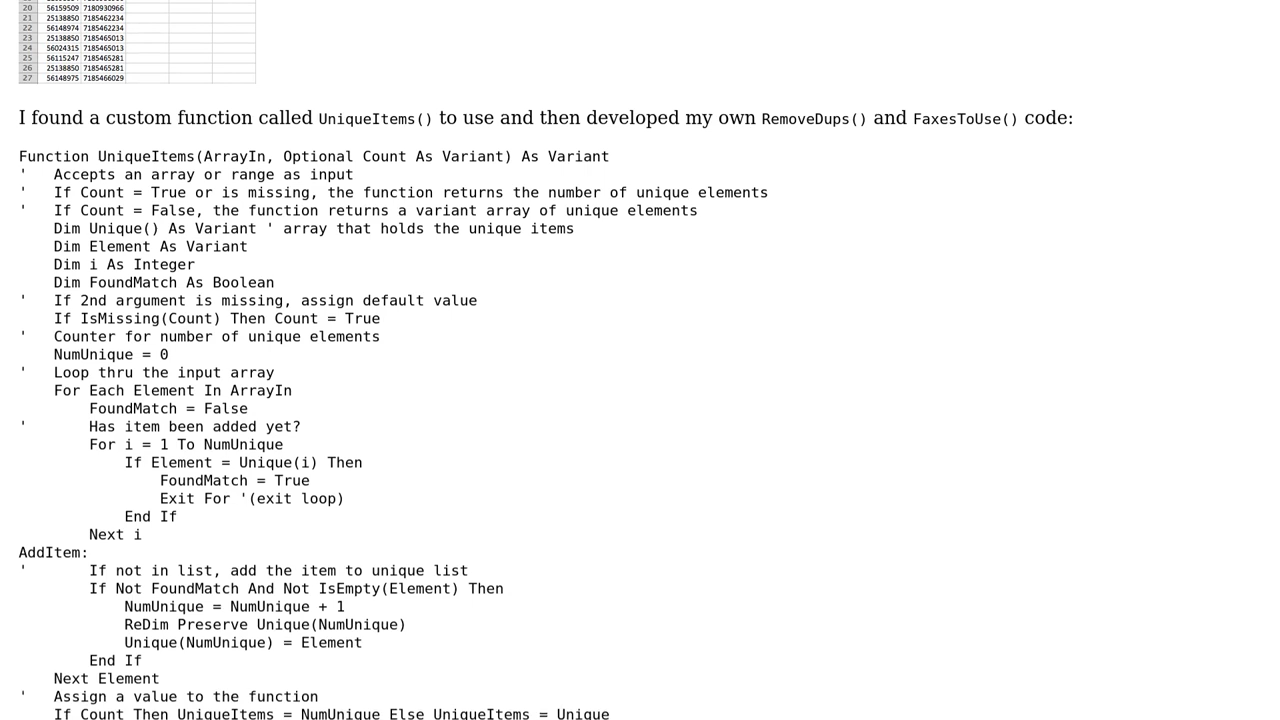 20 56159509 7180930966
21 25138850 7185462234
22 56148974 7185462234
23 25138850 7185465013
24 56024315 7185465013
25 56115247 7185465281
26 25138850 7185465281
27 56148975 7185466029
I found a custom function called UniqueItems() to use and then developed my own RemoveDups() and FaxesToUse() code:
Function UniqueItems(ArrayIn, Optional Count As Variant) As Variant
'   Accepts an array or range as input
'   If Count = True or is missing, the function returns the number of unique elements
'   If Count = False, the function returns a variant array of unique elements
    Dim Unique() As Variant ' array that holds the unique items
    Dim Element As Variant
    Dim i As Integer
    Dim FoundMatch As Boolean
'   If 2nd argument is missing, assign default value
    If IsMissing(Count) Then Count = True
'   Counter for number of unique elements
    NumUnique = 0
'   Loop thru the input array
    For Each Element In ArrayIn
        FoundMatch = False
'       Has item been added yet?
        For i = 1 To NumUnique
            If Element = Unique(i) Then
                FoundMatch = True
                Exit For '(exit loop)
            End If
        Next i
AddItem:
'       If not in list, add the item to unique list
        If Not FoundMatch And Not IsEmpty(Element) Then
            NumUnique = NumUnique + 1
            ReDim Preserve Unique(NumUnique)
            Unique(NumUnique) = Element
        End If
    Next Element
'   Assign a value to the function
    If Count Then UniqueItems = NumUnique Else UniqueItems = Unique